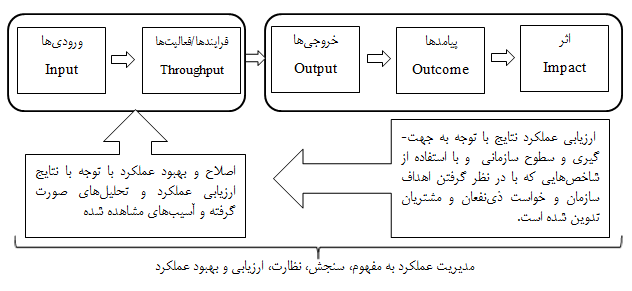 ورودی‌ها
Input
فرایندها/فعالیت‌ها
Throughput
خروجی‌ها
Output
پیامدها
Outcome
اثر
Impact
ارزیابی عملکرد نتایج با توجه به جهت-
گیری و سطوح سازمانی و با استفاده از
شاخص‌هایی که با در نظر گرفتن اهداف
سازمان و خواست ذی‌نفعان و مشتریان
تدوین شده است.
اصلاح و بهبود عملکرد با توجه با نتایج
ارزیابی عملکرد و تحلیل‌های صورت
گرفته و آسیب‌های مشاهده شده
مدیریت عملکرد به مفهوم، سنجش، نظارت، ارزیابی و بهبود عملکرد